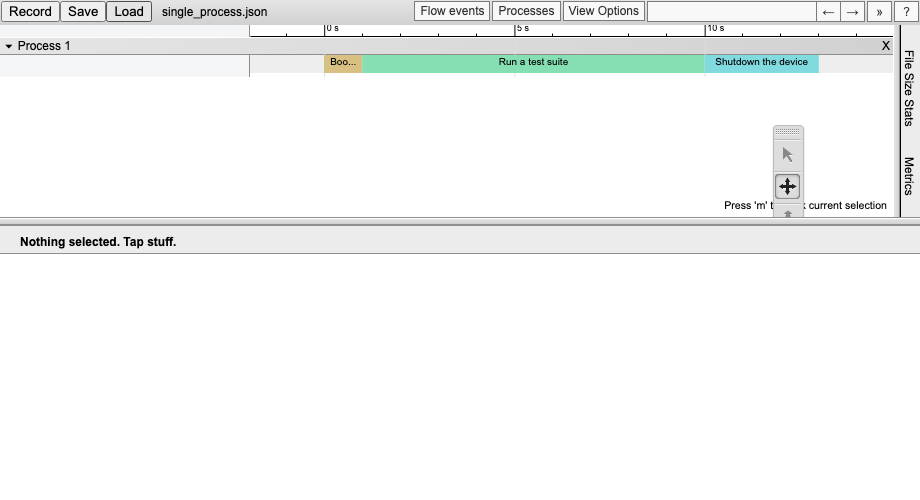 Record Save Load single_process.json Flow events Processes View Options ← → » ?
0 s 5 s 10 s
Process 1 X
Boo... Run a test suite Shutdown the device
File Size Stats
Metrics
Press 'm' t current selection
Nothing selected. Tap stuff.